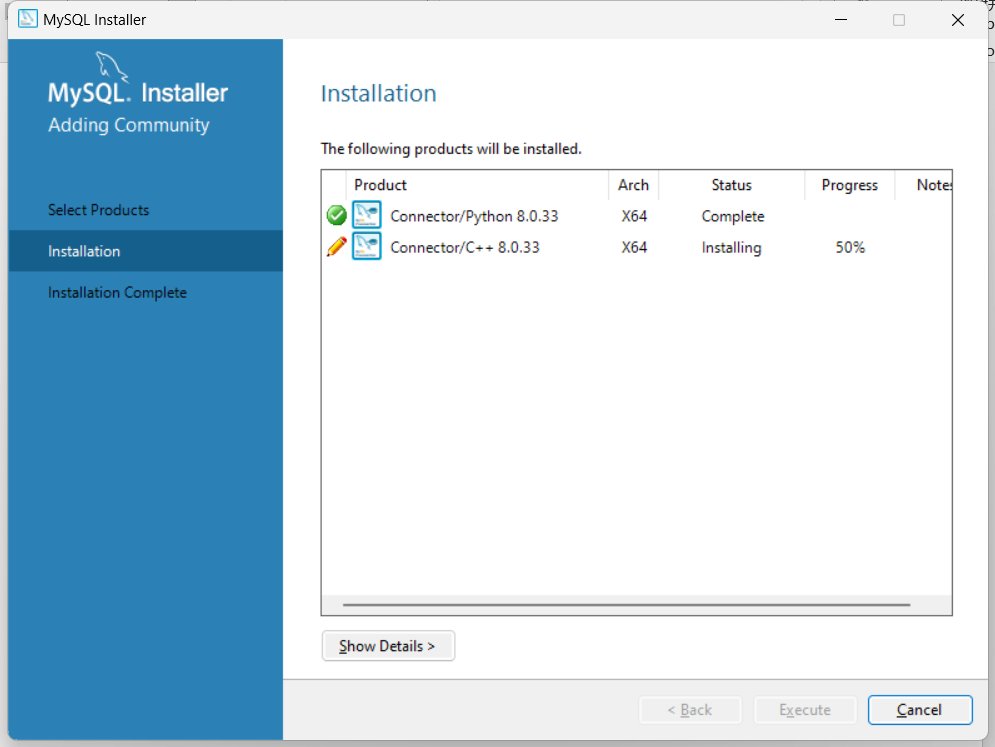 MySQL Installer
MySQL. Installer
Adding Community
Select Products
Installation
Installation Complete
Installation
The following products will be installed.
Product Arch Status Progress Notes
Connector/Python 8.0.33 X64 Complete
Connector/C++ 8.0.33 X64 Installing 50%
Show Details >
< Back Execute Cancel